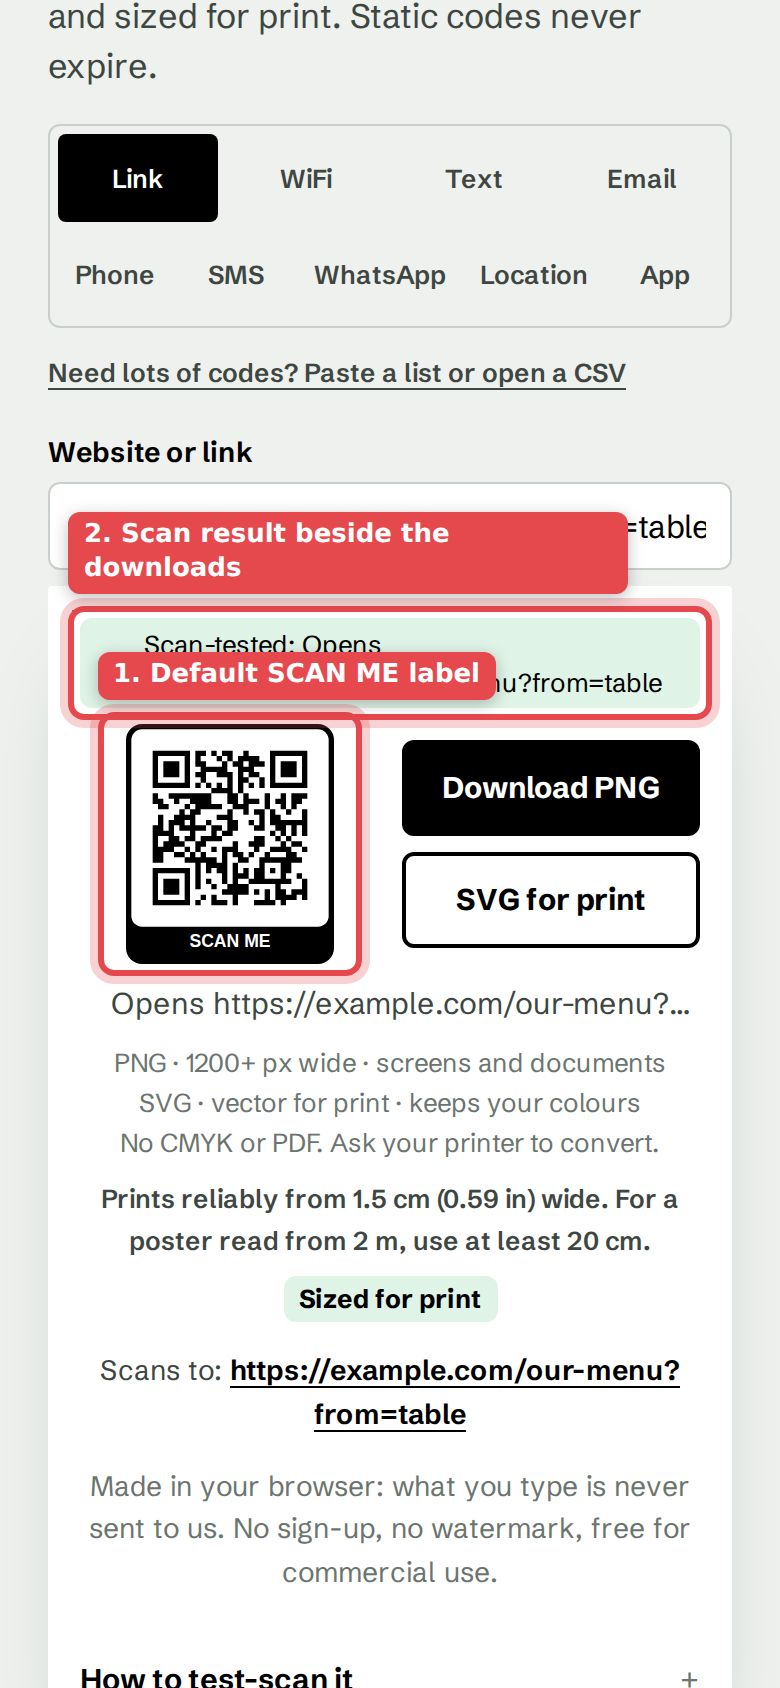 and sized for print. Static codes never
expire.
Link
WiFi
Text
Email
Phone
SMS
WhatsApp
Location
App
Need lots of codes? Paste a list or open a CSV
Website or link
=table
2. Scan result beside the
downloads
Scan-tested: Opens
1. Default SCAN ME label
nu?from=table
SCAN ME
Download PNG
SVG for print
Opens https://example.com/our-menu?...
PNG · 1200+ px wide · screens and documents
SVG · vector for print · keeps your colours
No CMYK or PDF. Ask your printer to convert.
Prints reliably from 1.5 cm (0.59 in) wide. For a
poster read from 2 m, use at least 20 cm.
Sized for print
Scans to: https://example.com/our-menu?
from=table
Made in your browser: what you type is never
sent to us. No sign-up, no watermark, free for
commercial use.
How to test-scan it
+